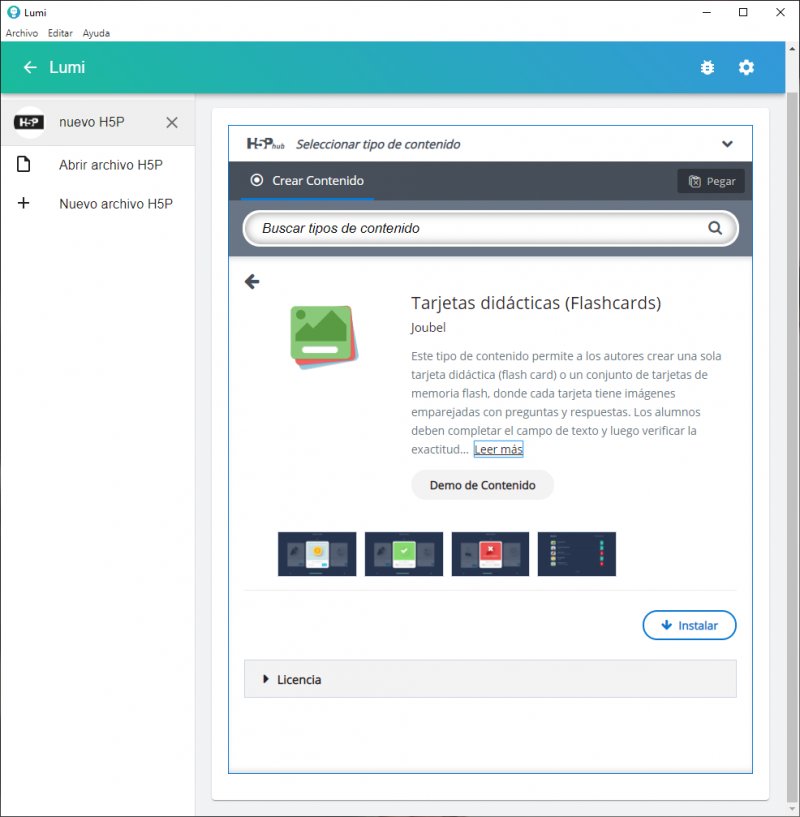 Lumi
Archivo Editar Ayuda
Lumi
H5P nuevo H5P
Abrir archivo H5P
Nuevo archivo H5P
H5Phub Seleccionar tipo de contenido
Crear Contenido
Pegar
Buscar tipos de contenido
Tarjetas didácticas (Flashcards)
Joubel
Este tipo de contenido permite a los autores crear una sola
tarjeta didáctica (flash card) o un conjunto de tarjetas de
memoria flash, donde cada tarjeta tiene imágenes
emparejadas con preguntas y respuestas. Los alumnos
deben completar el campo de texto y luego verificar la
exactitud... Leer más
Demo de Contenido
Instalar
Licencia